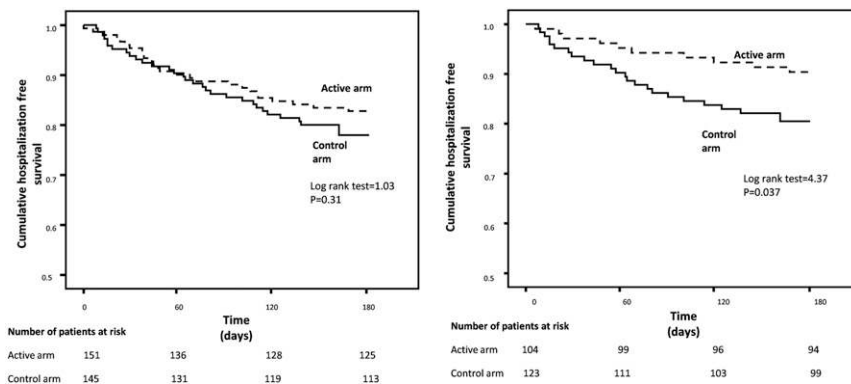 Cumulative hospitalization free
survival
1.0
0.9
0.8
0.7
0.6
0.5
Active arm
Control
arm
Log rank test=1.03
P=0.31
0 60 120 180
Time
(days)
Number of patients at risk
Active arm 151 136 128 125
Control arm 145 131 119 113
Cumulative hospitalization free
survival
1.0
0.9
0.8
0.7
0.6
0.5
Active arm
Control
arm
Log rank test=4.37
P=0.037
0 60 120 180
Time
(days)
Number of patients at risk
Active arm 104 99 96 94
Control arm 123 111 103 99